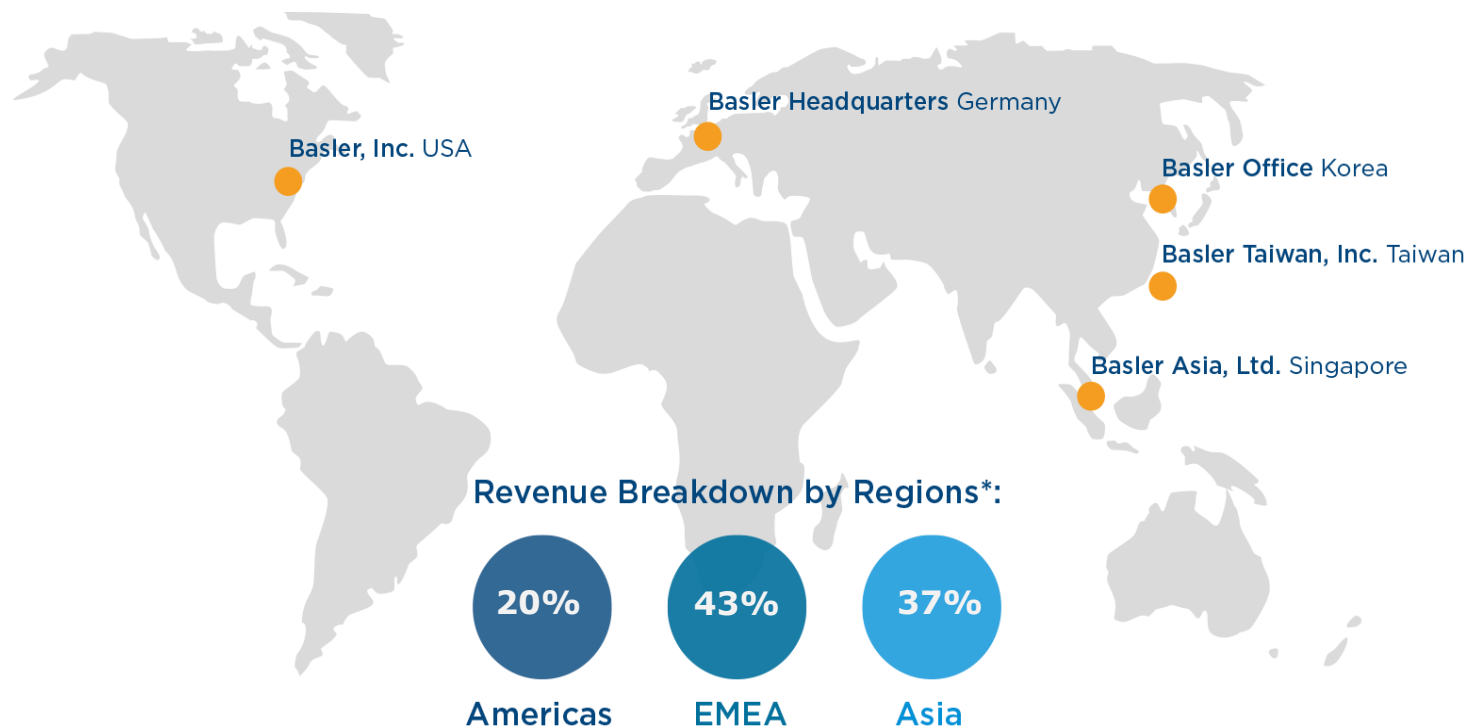 Basler Headquarters Germany
Basler, Inc. USA
Basler Office Korea
Basler Taiwan, Inc. Taiwan
Basler Asia, Ltd. Singapore
Revenue Breakdown by Regions*:
20% 43% 37%
Americas EMEA Asia